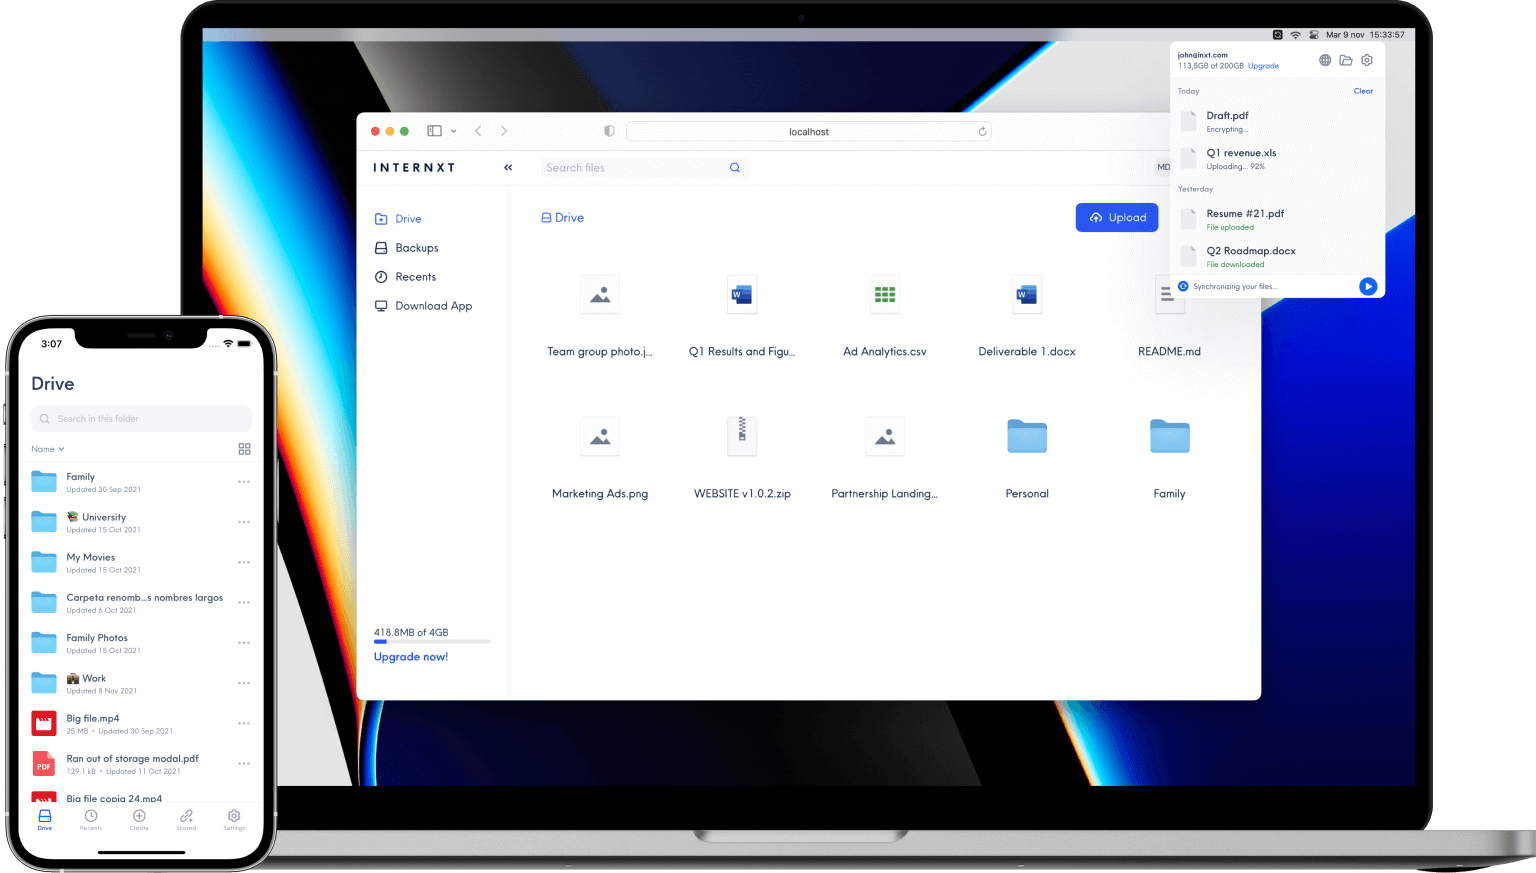 Mar 9 nov 15:33:57
john@inxt.com
113,5GB of 200GB Upgrade
Today Clear
Draft.pdf
Encrypting...
Q1 revenue.xls
Uploading... 92%
Yesterday
Resume #21.pdf
File uploaded
Q2 Roadmap.docx
File downloaded
Synchronizing your files...
localhost
INTERNXT
Search files
MD
Drive
Backups
Recents
Download App
Drive
Upload
Team group photo.j...
Q1 Results and Figu...
Ad Analytics.csv
Deliverable 1.docx
README.md
Marketing Ads.png
WEBSITE v1.0.2.zip
Partnership Landing...
Personal
Family
418.8MB of 4GB
Upgrade now!
3:07
Drive
Search in this folder
Name
Family
Updated 30 Sep 2021
University
Updated 15 Oct 2021
My Movies
Updated 15 Oct 2021
Carpeta renomb...s nombres largos
Updated 6 Oct 2021
Family Photos
Updated 15 Oct 2021
Work
Updated 8 Nov 2021
Big file.mp4
25 MB • Updated 30 Sep 2021
PDF
Ran out of storage modal.pdf
129.1 kB • Updated 11 Oct 2021
Big file copia 24.mp4
Drive
Recents
Create
Shared
Settings